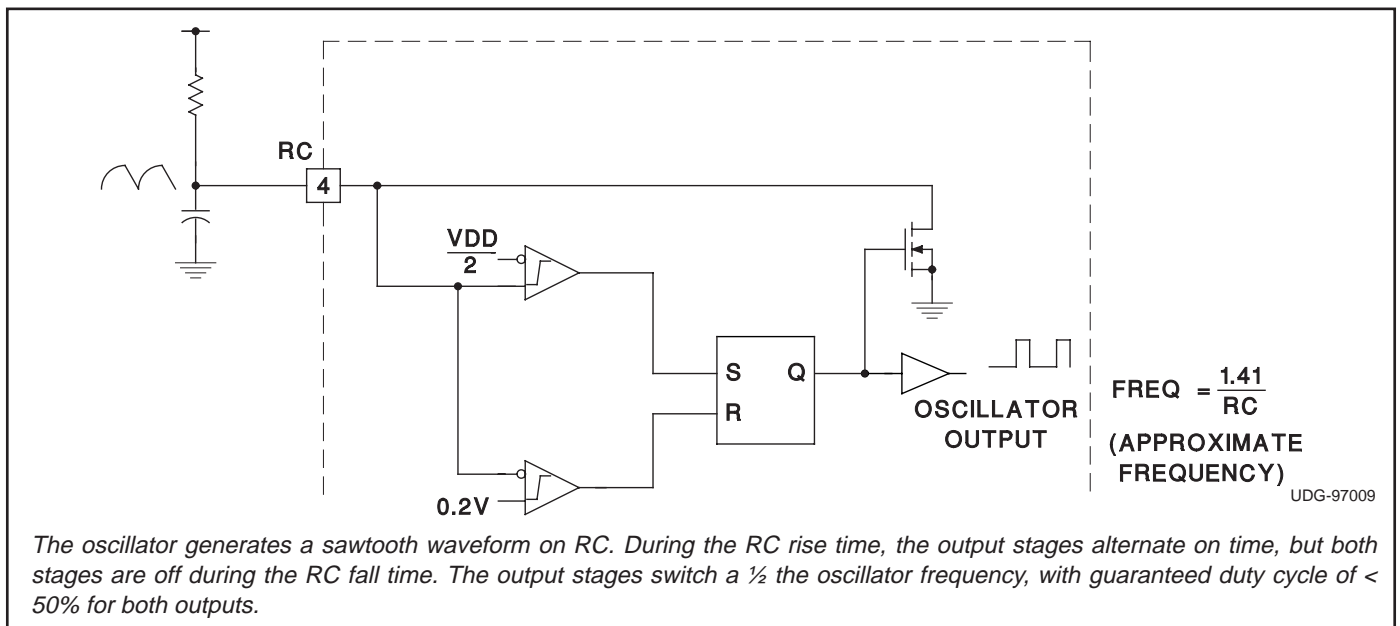 RC
4
VDD
2
0.2V
S
Q
R
OSCILLATOR
OUTPUT
FREQ = 1.41
RC
(APPROXIMATE
FREQUENCY)
UDG-97009
The oscillator generates a sawtooth waveform on RC. During the RC rise time, the output stages alternate on time, but both
stages are off during the RC fall time. The output stages switch a ½ the oscillator frequency, with guaranteed duty cycle of <
50% for both outputs.